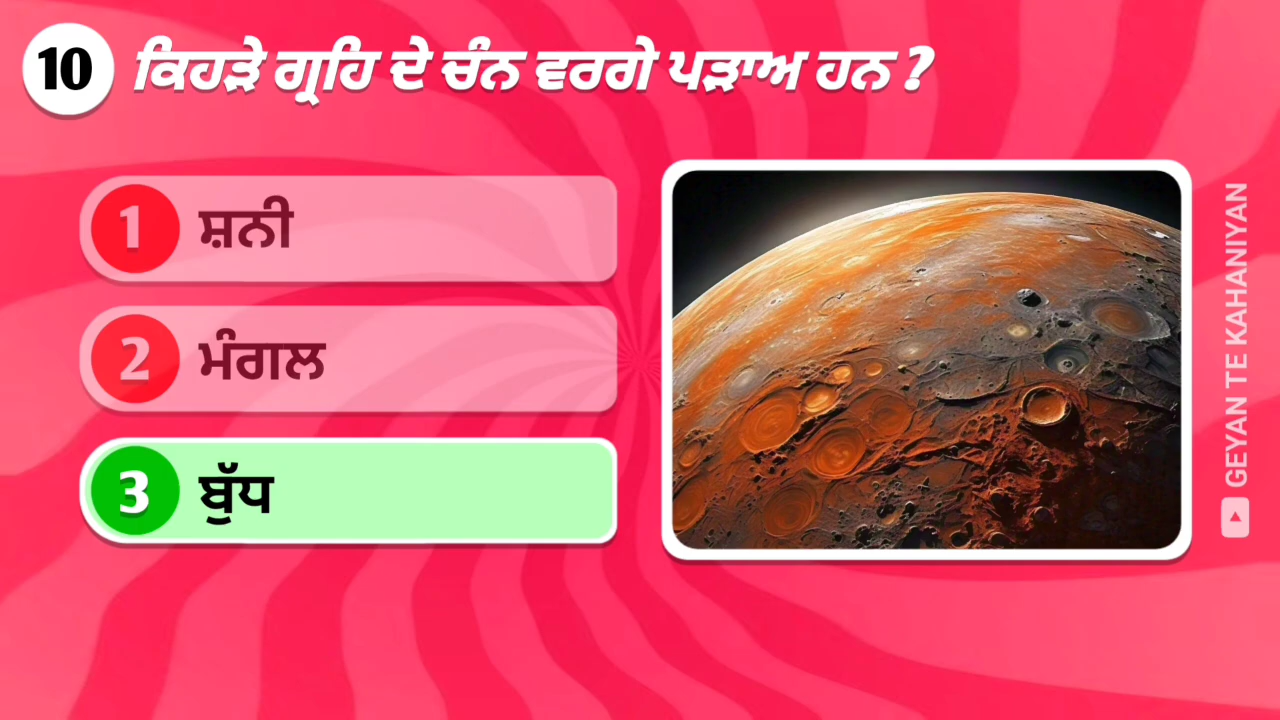 10 ਕਿਹੜੇ ਗ੍ਰਹਿ ਦੇ ਚੰਨ ਵਰਗੇ ਪੜਾਅ ਹਨ ?
1 ਸ਼ਨੀ
2 ਮੰਗਲ
3 ਬੁੱਧ
GEYAN TE KAHANIYAN